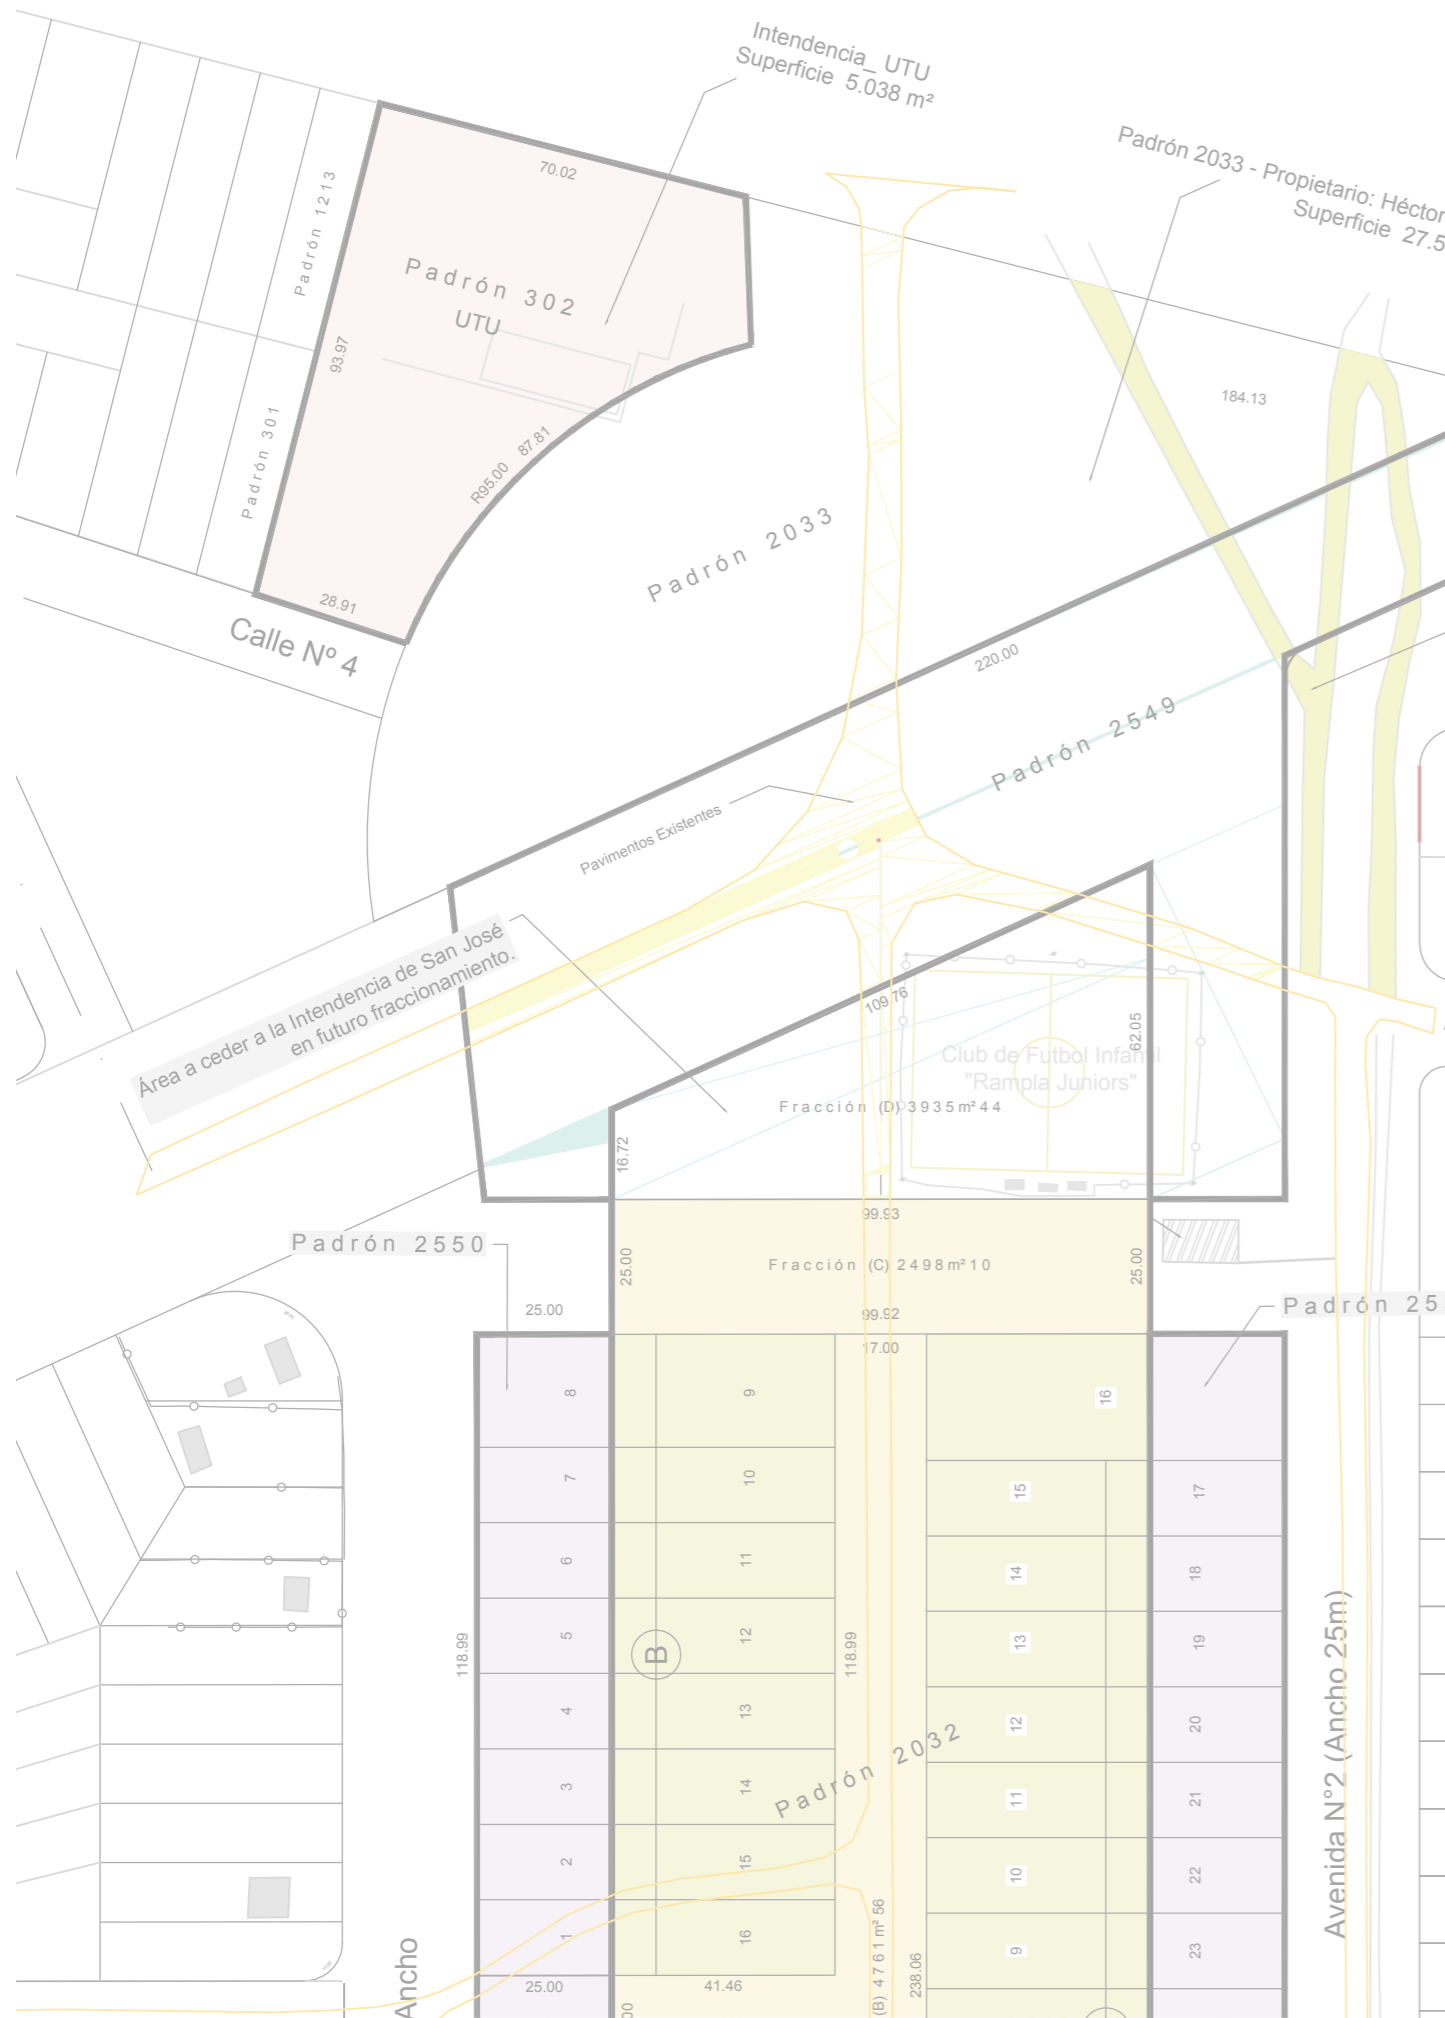 Intendencia_ UTU
Superficie 5.038 m²
Padrón 2033 - Propietario: Héctor
Superficie 27.5
70.02
Padrón 1213
Padrón 302
UTU
93.97
184.13
Padrón 301
R95.00 87.81
Padrón 2033
28.91
Calle Nº 4
220.00
Padrón 2549
Pavimentos Existentes
Área a ceder a la Intendencia de San José
en futuro fraccionamiento.
109.76
62.05
Club de Futbol Infantil
"Rampla Juniors"
Fracción (D) 3935m² 44
16.72
99.93
Padrón 2550
25.00
Fracción (C) 2498m² 10
25.00
25.00
99.92
Padrón 25
17.00
8
9
16
7
10
15
17
6
11
14
18
5
12
13
19
118.99
B
118.99
4
13
12
20
Padrón 2032
3
14
11
21
2
15
10
22
1
16
9
23
Avenida N°2 (Ancho 25m)
Ancho
25.00
41.46
(B) 4761m² 56
238.06
00